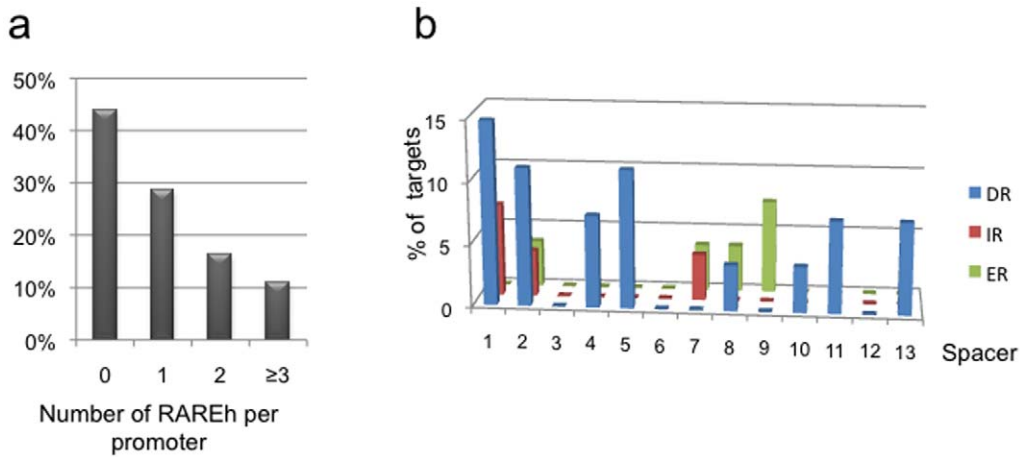 a
50%
40%
30%
20%
10%
0%
0 1 2 ≥3
Number of RAREh per
promoter
b
% of targets
15
10
5
0
1 2 3 4 5 6 7 8 9 10 11 12 13
Spacer
DR
IR
ER